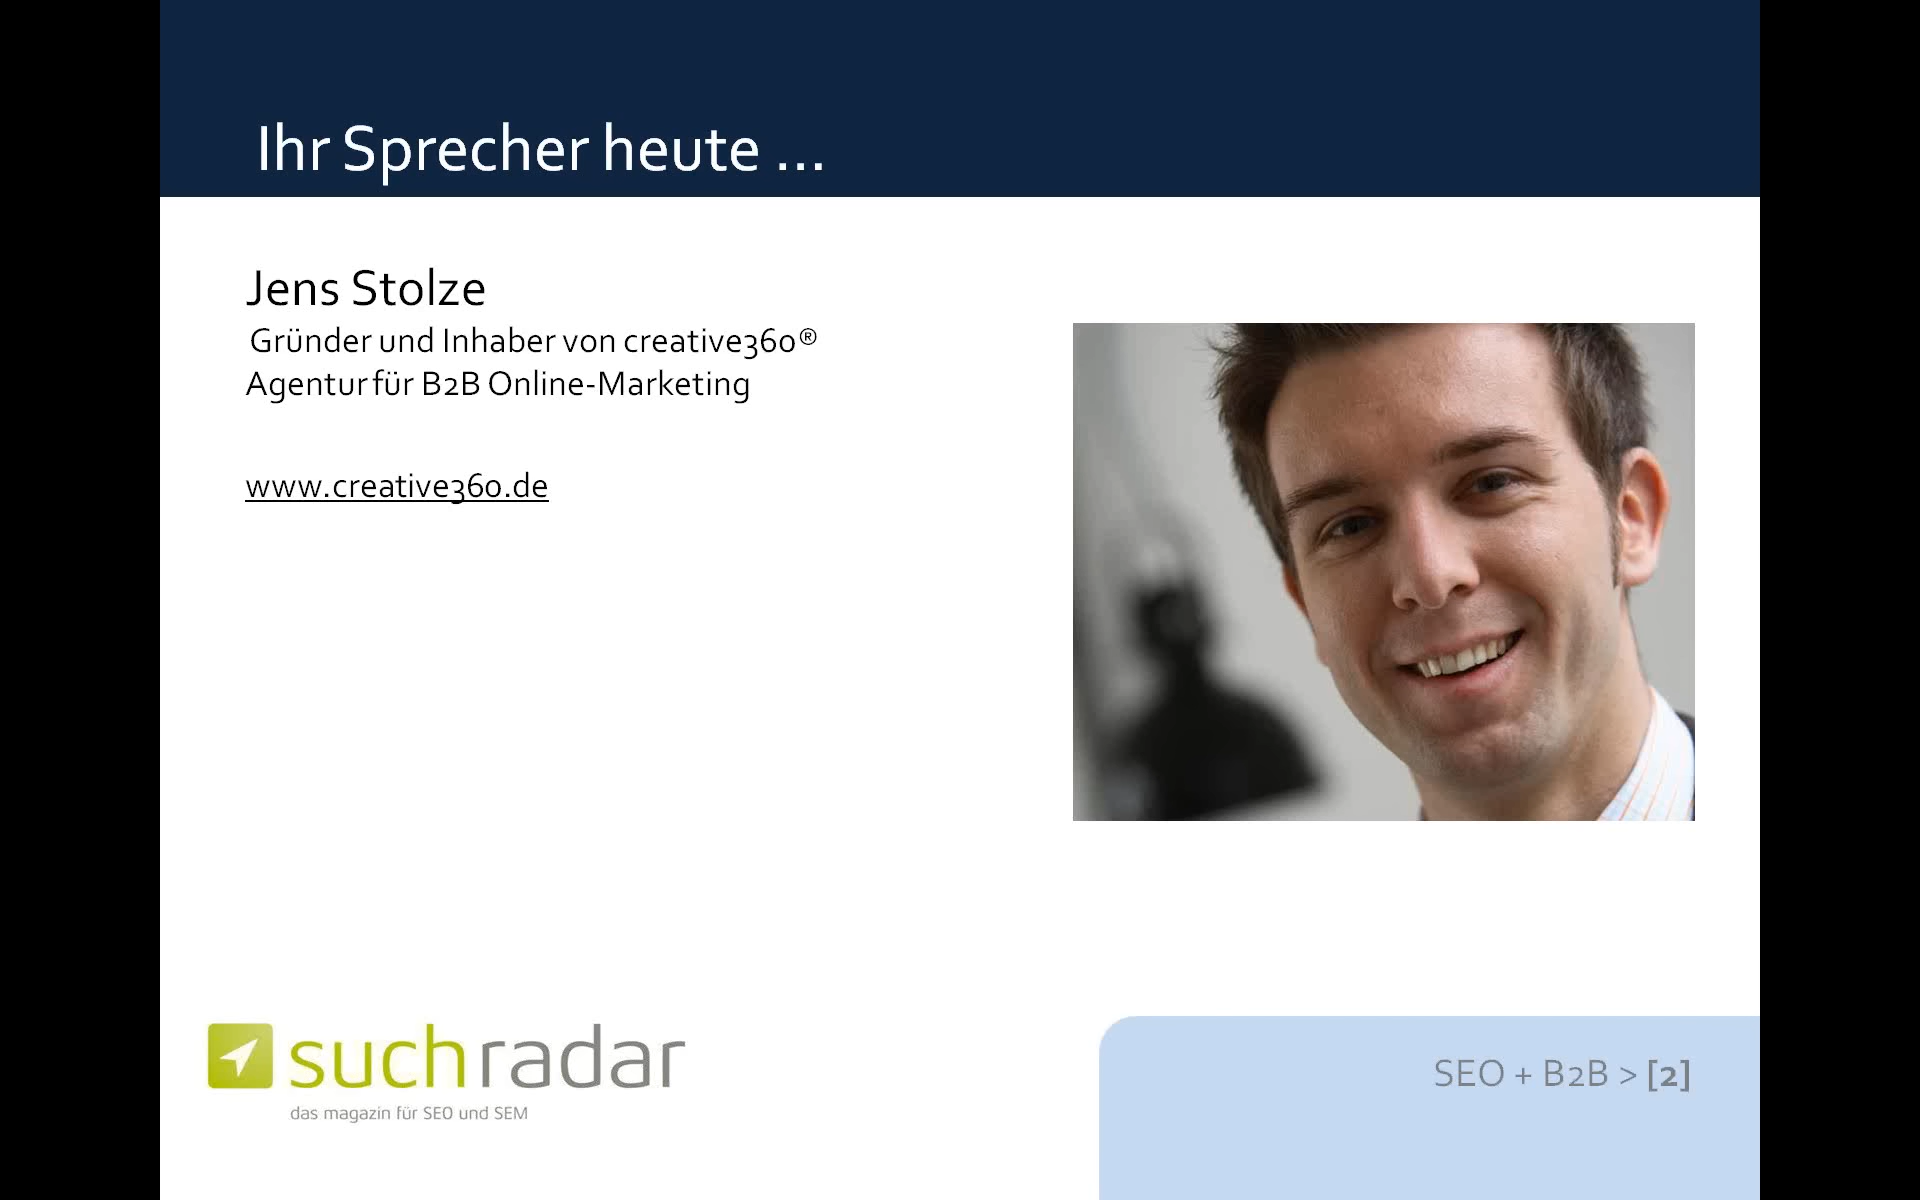 Ihr Sprecher heute ...
Jens Stolze
Gründer und Inhaber von creative360®
Agentur für B2B Online-Marketing
www.creative360.de
suchradar
das magazin für SEO und SEM
SEO + B2B > [2]